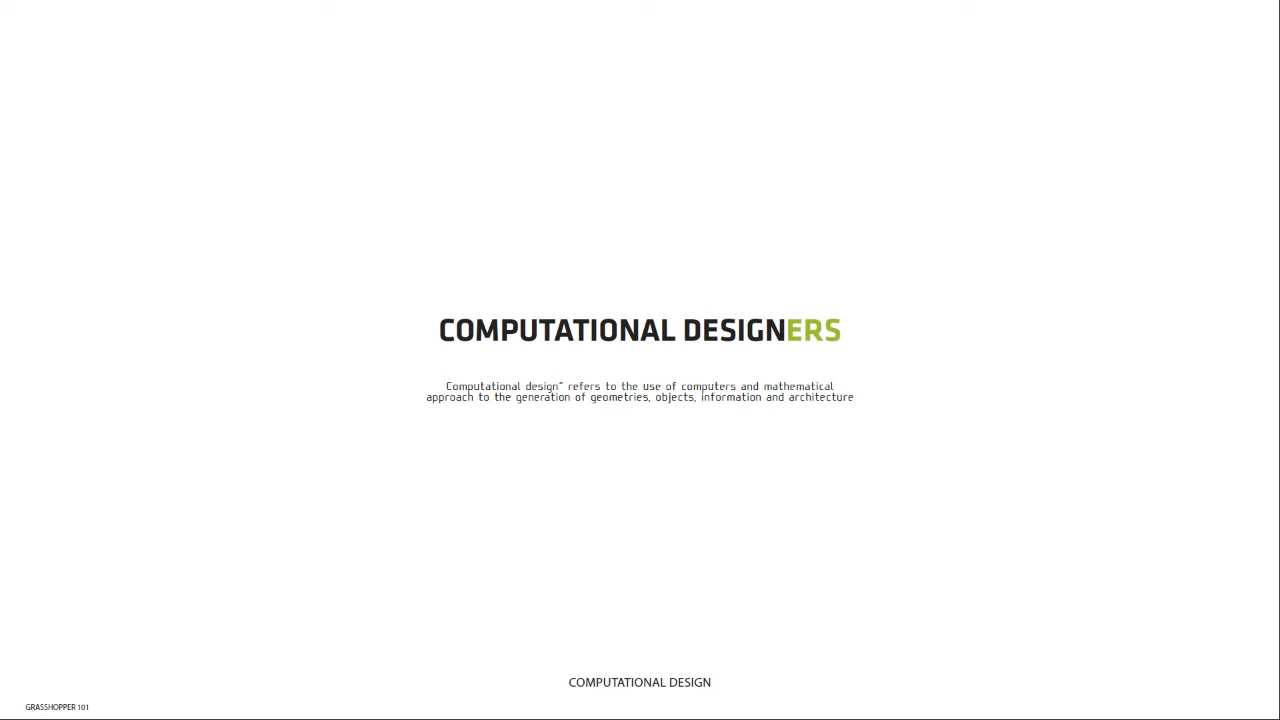 COMPUTATIONAL DESIGNERS
Computational design" refers to the use of computers and mathematical
approach to the generation of geometries, objects, information and architecture
COMPUTATIONAL DESIGN
GRASSHOPPER 101